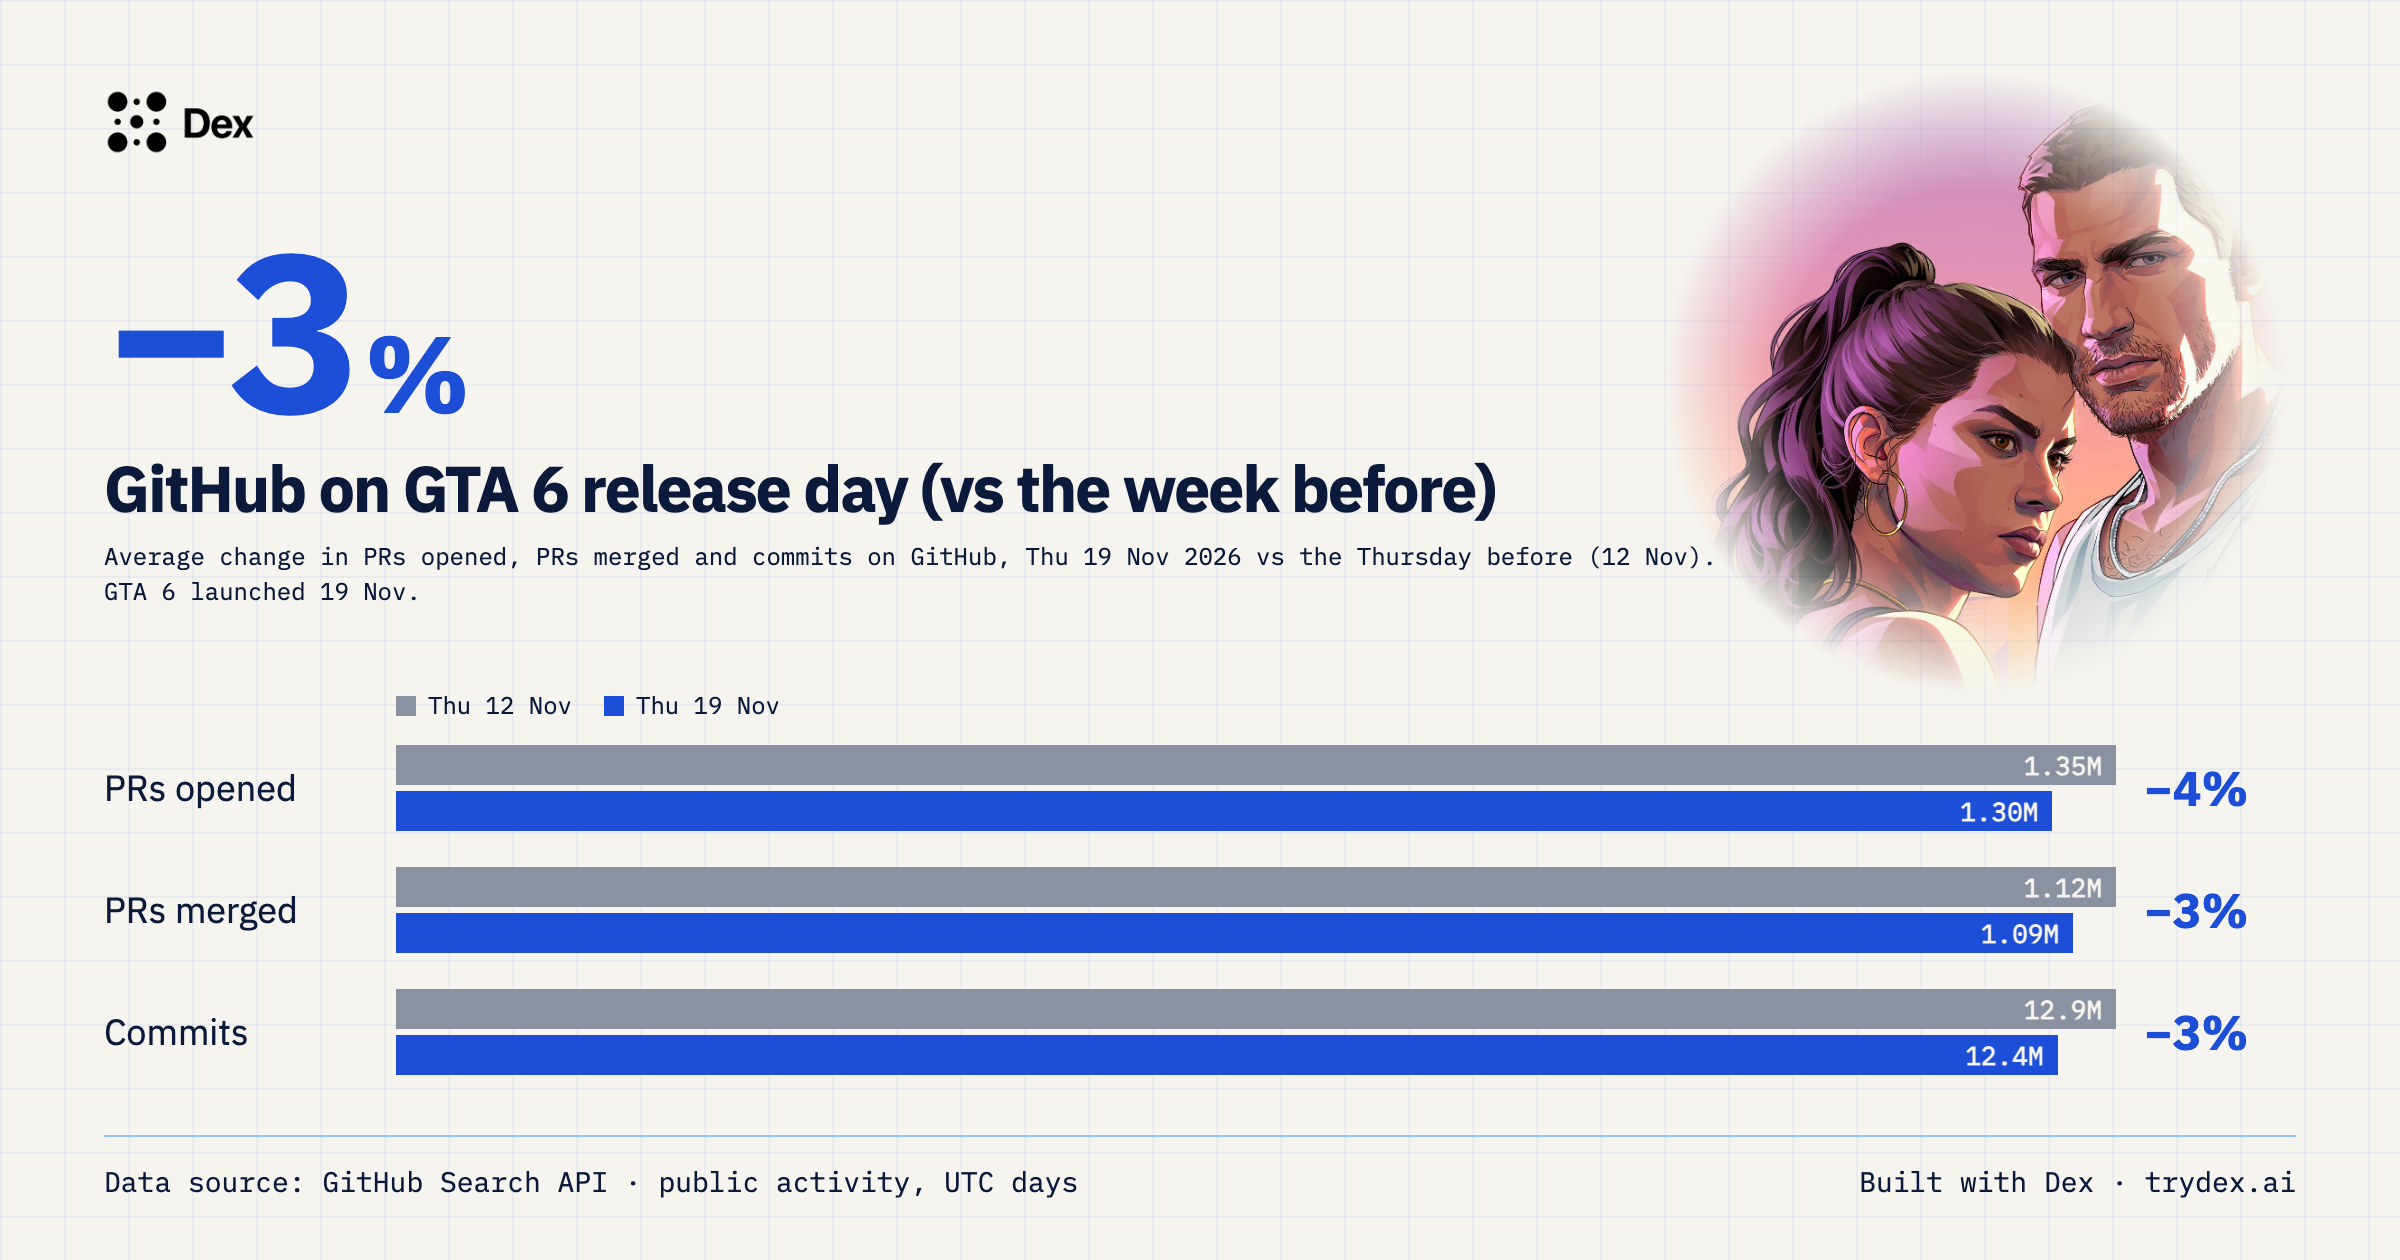 Dex
−3%
GitHub on GTA 6 release day (vs the week before)
Average change in PRs opened, PRs merged and commits on GitHub, Thu 19 Nov 2026 vs the Thursday before (12 Nov).
GTA 6 launched 19 Nov.
Thu 12 Nov Thu 19 Nov
PRs opened
1.35M
1.30M
−4%
PRs merged
1.12M
1.09M
−3%
Commits
12.9M
12.4M
−3%
Data source: GitHub Search API · public activity, UTC days
Built with Dex · trydex.ai